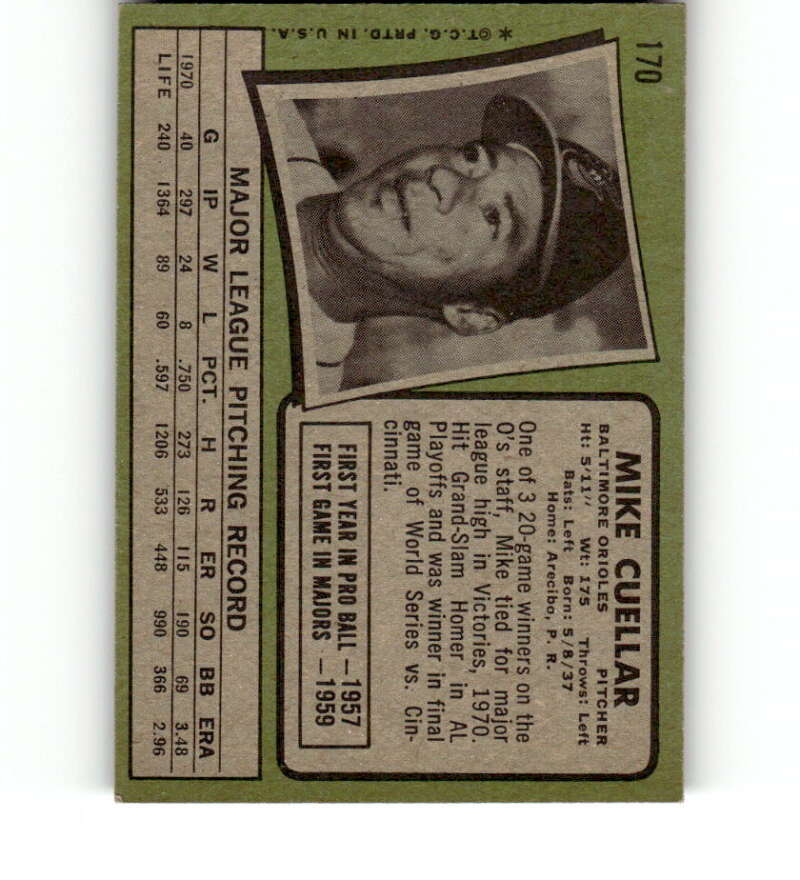 170
*©T.C.G. PRTD. IN U.S.A.
MIKE CUELLAR
BALTIMORE ORIOLES PITCHER
Ht: 5'11" Wt: 175 Throws: Left
Bats: Left Born: 5/8/37
Home: Arecibo, P. R.
One of 3 20-game winners on the
O's staff, Mike tied for major
league high in Victories, 1970.
Hit Grand-Slam Homer in AL
Playoffs and was winner in final
game of World Series vs. Cin-
cinnati.
FIRST YEAR IN PRO BALL — 1957
FIRST GAME IN MAJORS — 1959
MAJOR LEAGUE PITCHING RECORD
G IP W L PCT. H R ER SO BB ERA
1970 40 297 24 8 .750 273 126 115 190 69 3.48
LIFE 240 1364 89 60 .597 1206 533 448 990 366 2.96